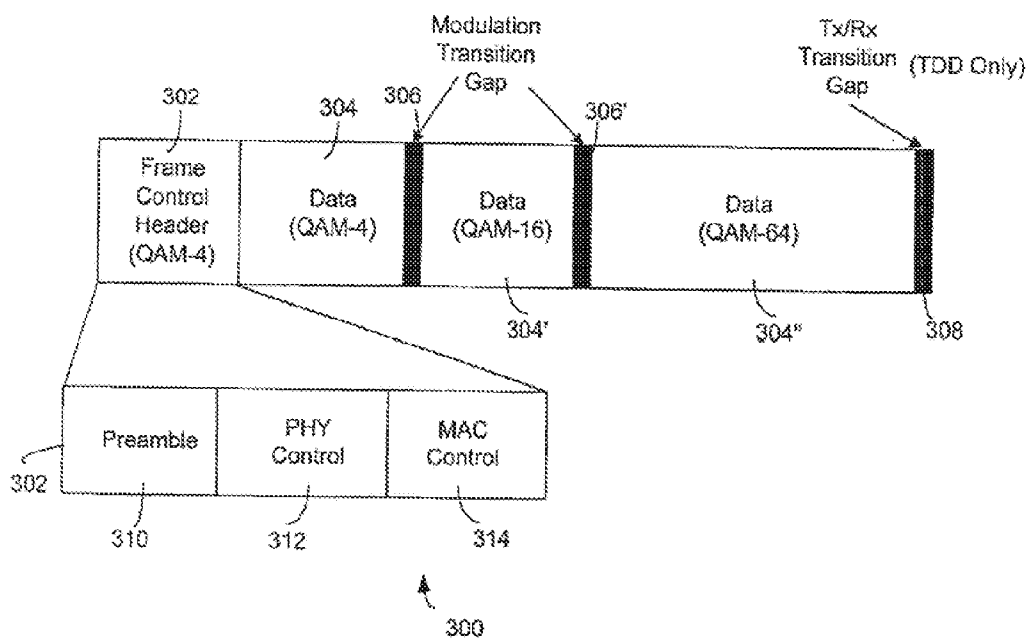 Modulation
Transition
Gap
Tx/Rx
Transition
Gap
(TDD Only)
302
304
306
306'
Frame
Control
Header
(QAM-4)
Data
(QAM-4)
Data
(QAM-16)
Data
(QAM-64)
304'
304"
308
Preamble
PHY
Control
MAC
Control
302
310
312
314
300